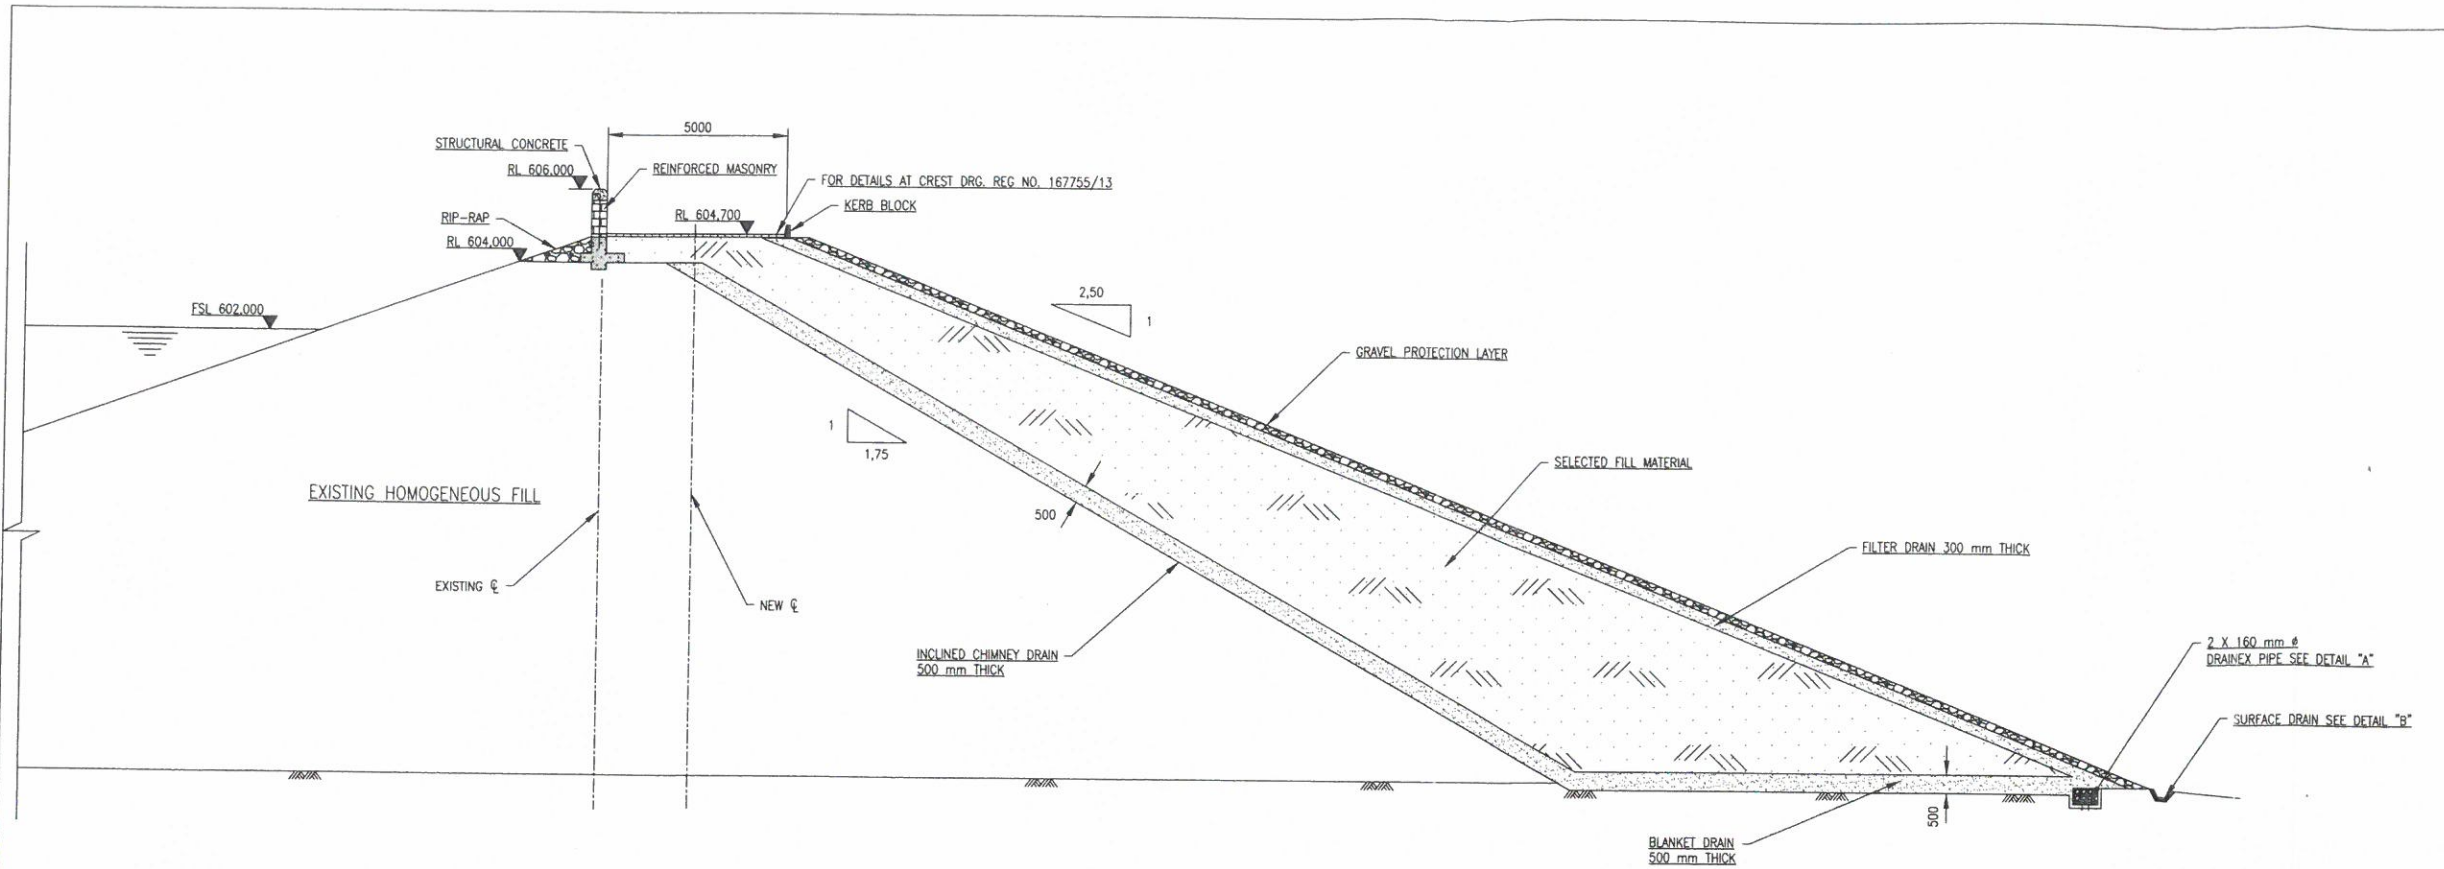 5000
STRUCTURAL CONCRETE
RL 606.000
REINFORCED MASONRY
FOR DETAILS AT CREST DRG. REG NO. 167755/13
KERB BLOCK
RIP-RAP
RL 604,700
RL 604,000
FSL 602.000
2,50
1
GRAVEL PROTECTION LAYER
1
1,75
SELECTED FILL MATERIAL
EXISTING HOMOGENEOUS FILL
500
FILTER DRAIN 300 mm THICK
EXISTING ℄
NEW ℄
INCLINED CHIMNEY DRAIN
500 mm THICK
2 X 160 mm ø
DRAINEX PIPE SEE DETAIL "A"
SURFACE DRAIN SEE DETAIL "B"
500
BLANKET DRAIN
500 mm THICK